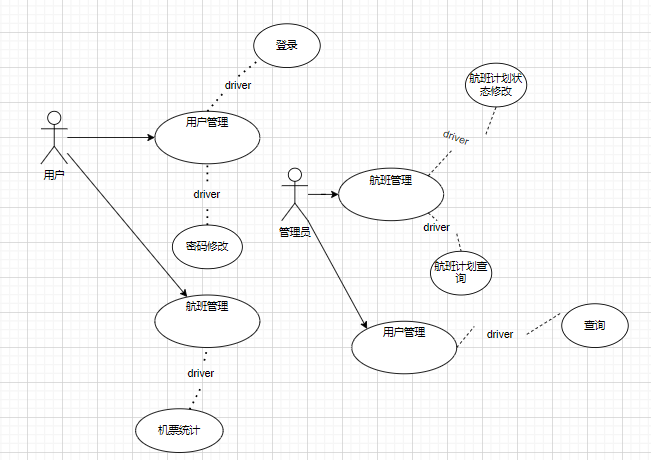 登录
driver
用户管理
用户
driver
密码修改
航班管理
driver
机票统计
航班计划状
态修改
driver
航班管理
管理员
driver
航班计划查
询
用户管理
driver
查询